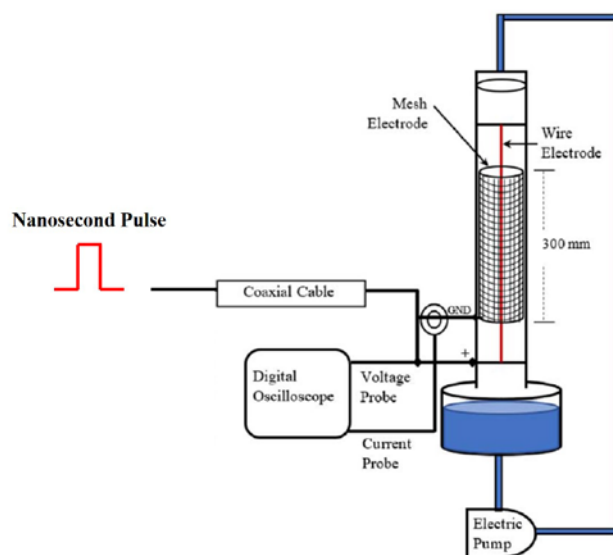 Mesh
Electrode
Wire
Electrode
Nanosecond Pulse
300 mm
Coaxial Cable
GND
+
Digital
Oscilloscope
Voltage
Probe
Current
Probe
Electric
Pump